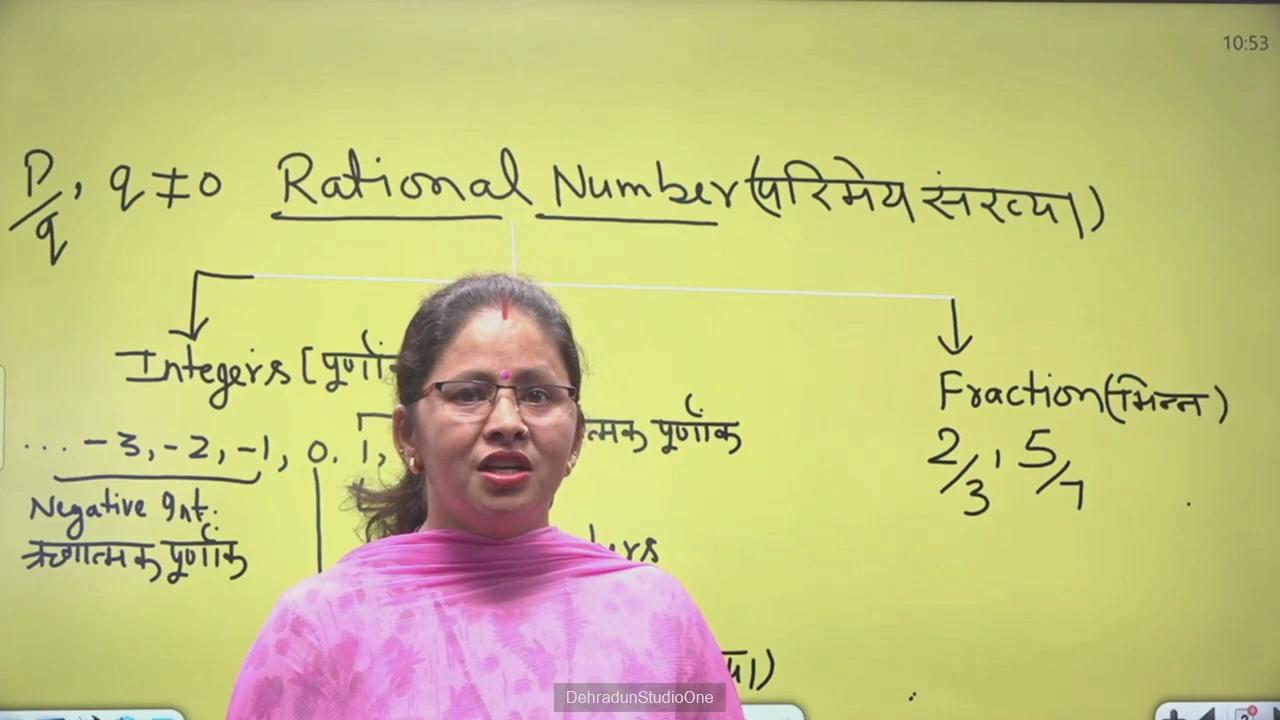 10:53
P/q, q≠0 Rational Number (परिमेय संख्या)
Integers [पूर्णां
Fraction (भिन्न)
... -3, -2, -1, 0, 1,
त्मक पूर्णांक
2/3, 5/7
Negative Int.
ऋणात्मक पूर्णांक
bers
या)
DehradunStudioOne